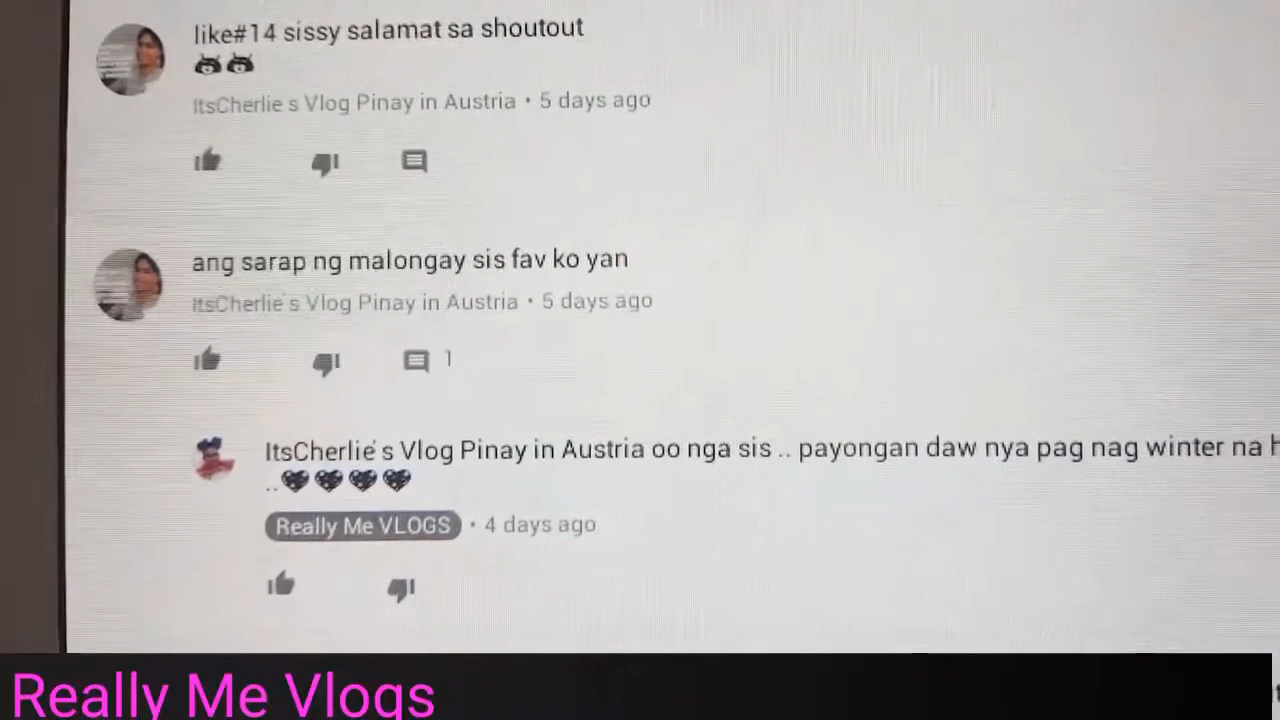 like#14 sissy salamat sa shoutout
ItsCherlie s Vlog Pinay in Austria • 5 days ago
ang sarap ng malongay sis fav ko yan
ItsCherlie's Vlog Pinay in Austria • 5 days ago
1
ItsCherlie's Vlog Pinay in Austria oo nga sis .. payongan daw nya pag nag winter na
..
Really Me VLOGS • 4 days ago
Really Me Vlogs